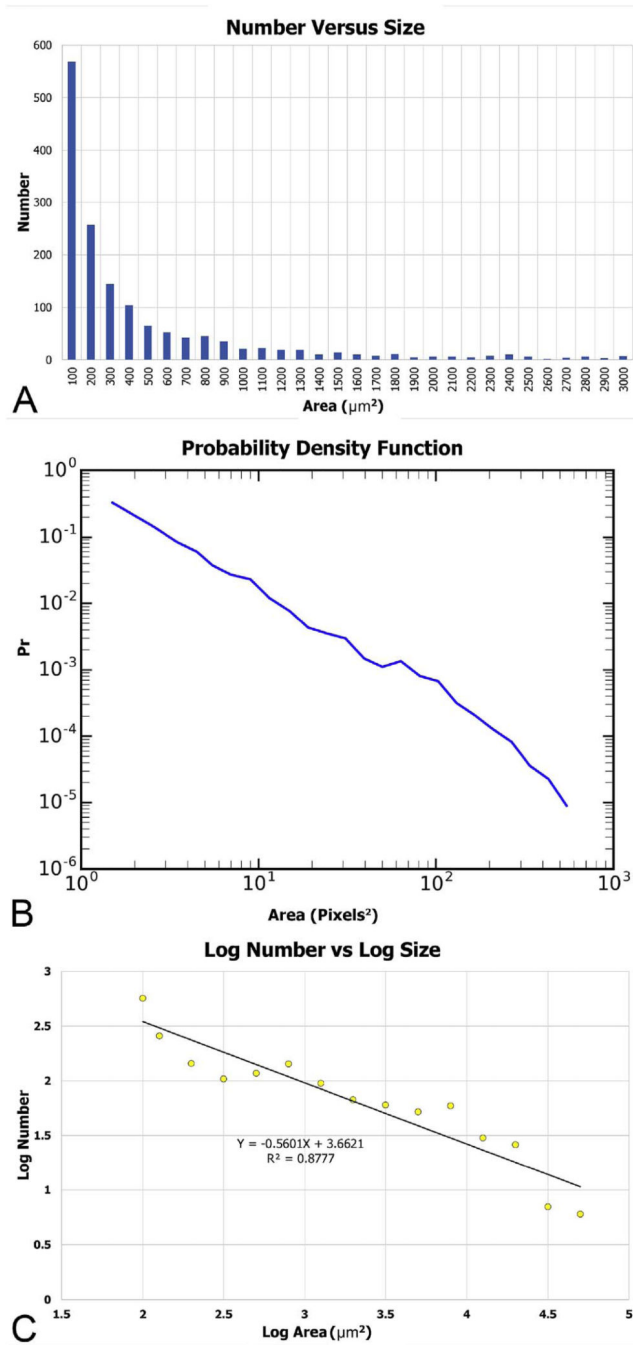 Number Versus Size
600
500
400
300
200
100
0
Number
100 200 300 400 500 600 700 800 900 1000 1100 1200 1300 1400 1500 1600 1700 1800 1900 2000 2100 2200 2300 2400 2500 2600 2700 2800 2900 3000
Area (µm²)
A
Probability Density Function
10⁰
10⁻¹
10⁻²
10⁻³
10⁻⁴
10⁻⁵
10⁻⁶
Pr
10⁰ 10¹ 10² 10³
Area (Pixels²)
B
Log Number vs Log Size
3
2.5
2
1.5
1
0.5
0
Log Number
Y = -0.5601X + 3.6621
R² = 0.8777
1.5 2 2.5 3 3.5 4 4.5 5
Log Area (µm²)
C